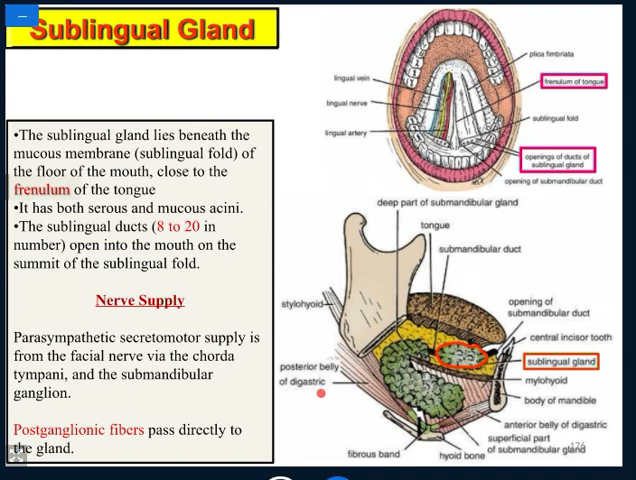 Sublingual Gland
•The sublingual gland lies beneath the
mucous membrane (sublingual fold) of
the floor of the mouth, close to the
frenulum of the tongue
•It has both serous and mucous acini.
•The sublingual ducts (8 to 20 in
number) open into the mouth on the
summit of the sublingual fold.
Nerve Supply
Parasympathetic secretomotor supply is
from the facial nerve via the chorda
tympani, and the submandibular
ganglion.
Postganglionic fibers pass directly to
the gland.
plica fimbriata
lingual vein
frenulum of tongue
lingual nerve
sublingual fold
lingual artery
openings of ducts of
sublingual gland
opening of submandibular duct
deep part of submandibular gland
tongue
submandibular duct
stylohyoid
opening of
submandibular duct
central incisor tooth
sublingual gland
posterior belly
of digastric
mylohyoid
body of mandible
anterior belly of digastric
superficial part
of submandibular gland
fibrous band
hyoid bone
176